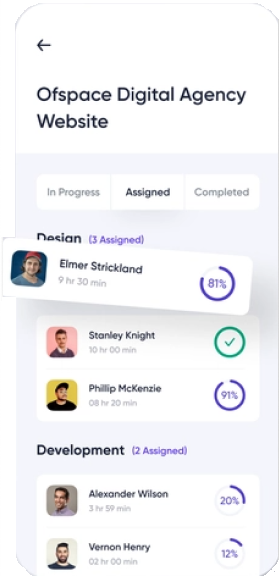 Ofspace Digital Agency
Website
In Progress
Assigned
Completed
Design (3 Assigned)
Elmer Strickland
9 hr 30 min
81%
Stanley Knight
10 hr 00 min
Phillip McKenzie
08 hr 20 min
91%
Development (2 Assigned)
Alexander Wilson
3 hr 59 min
20%
Vernon Henry
02 hr 00 min
12%